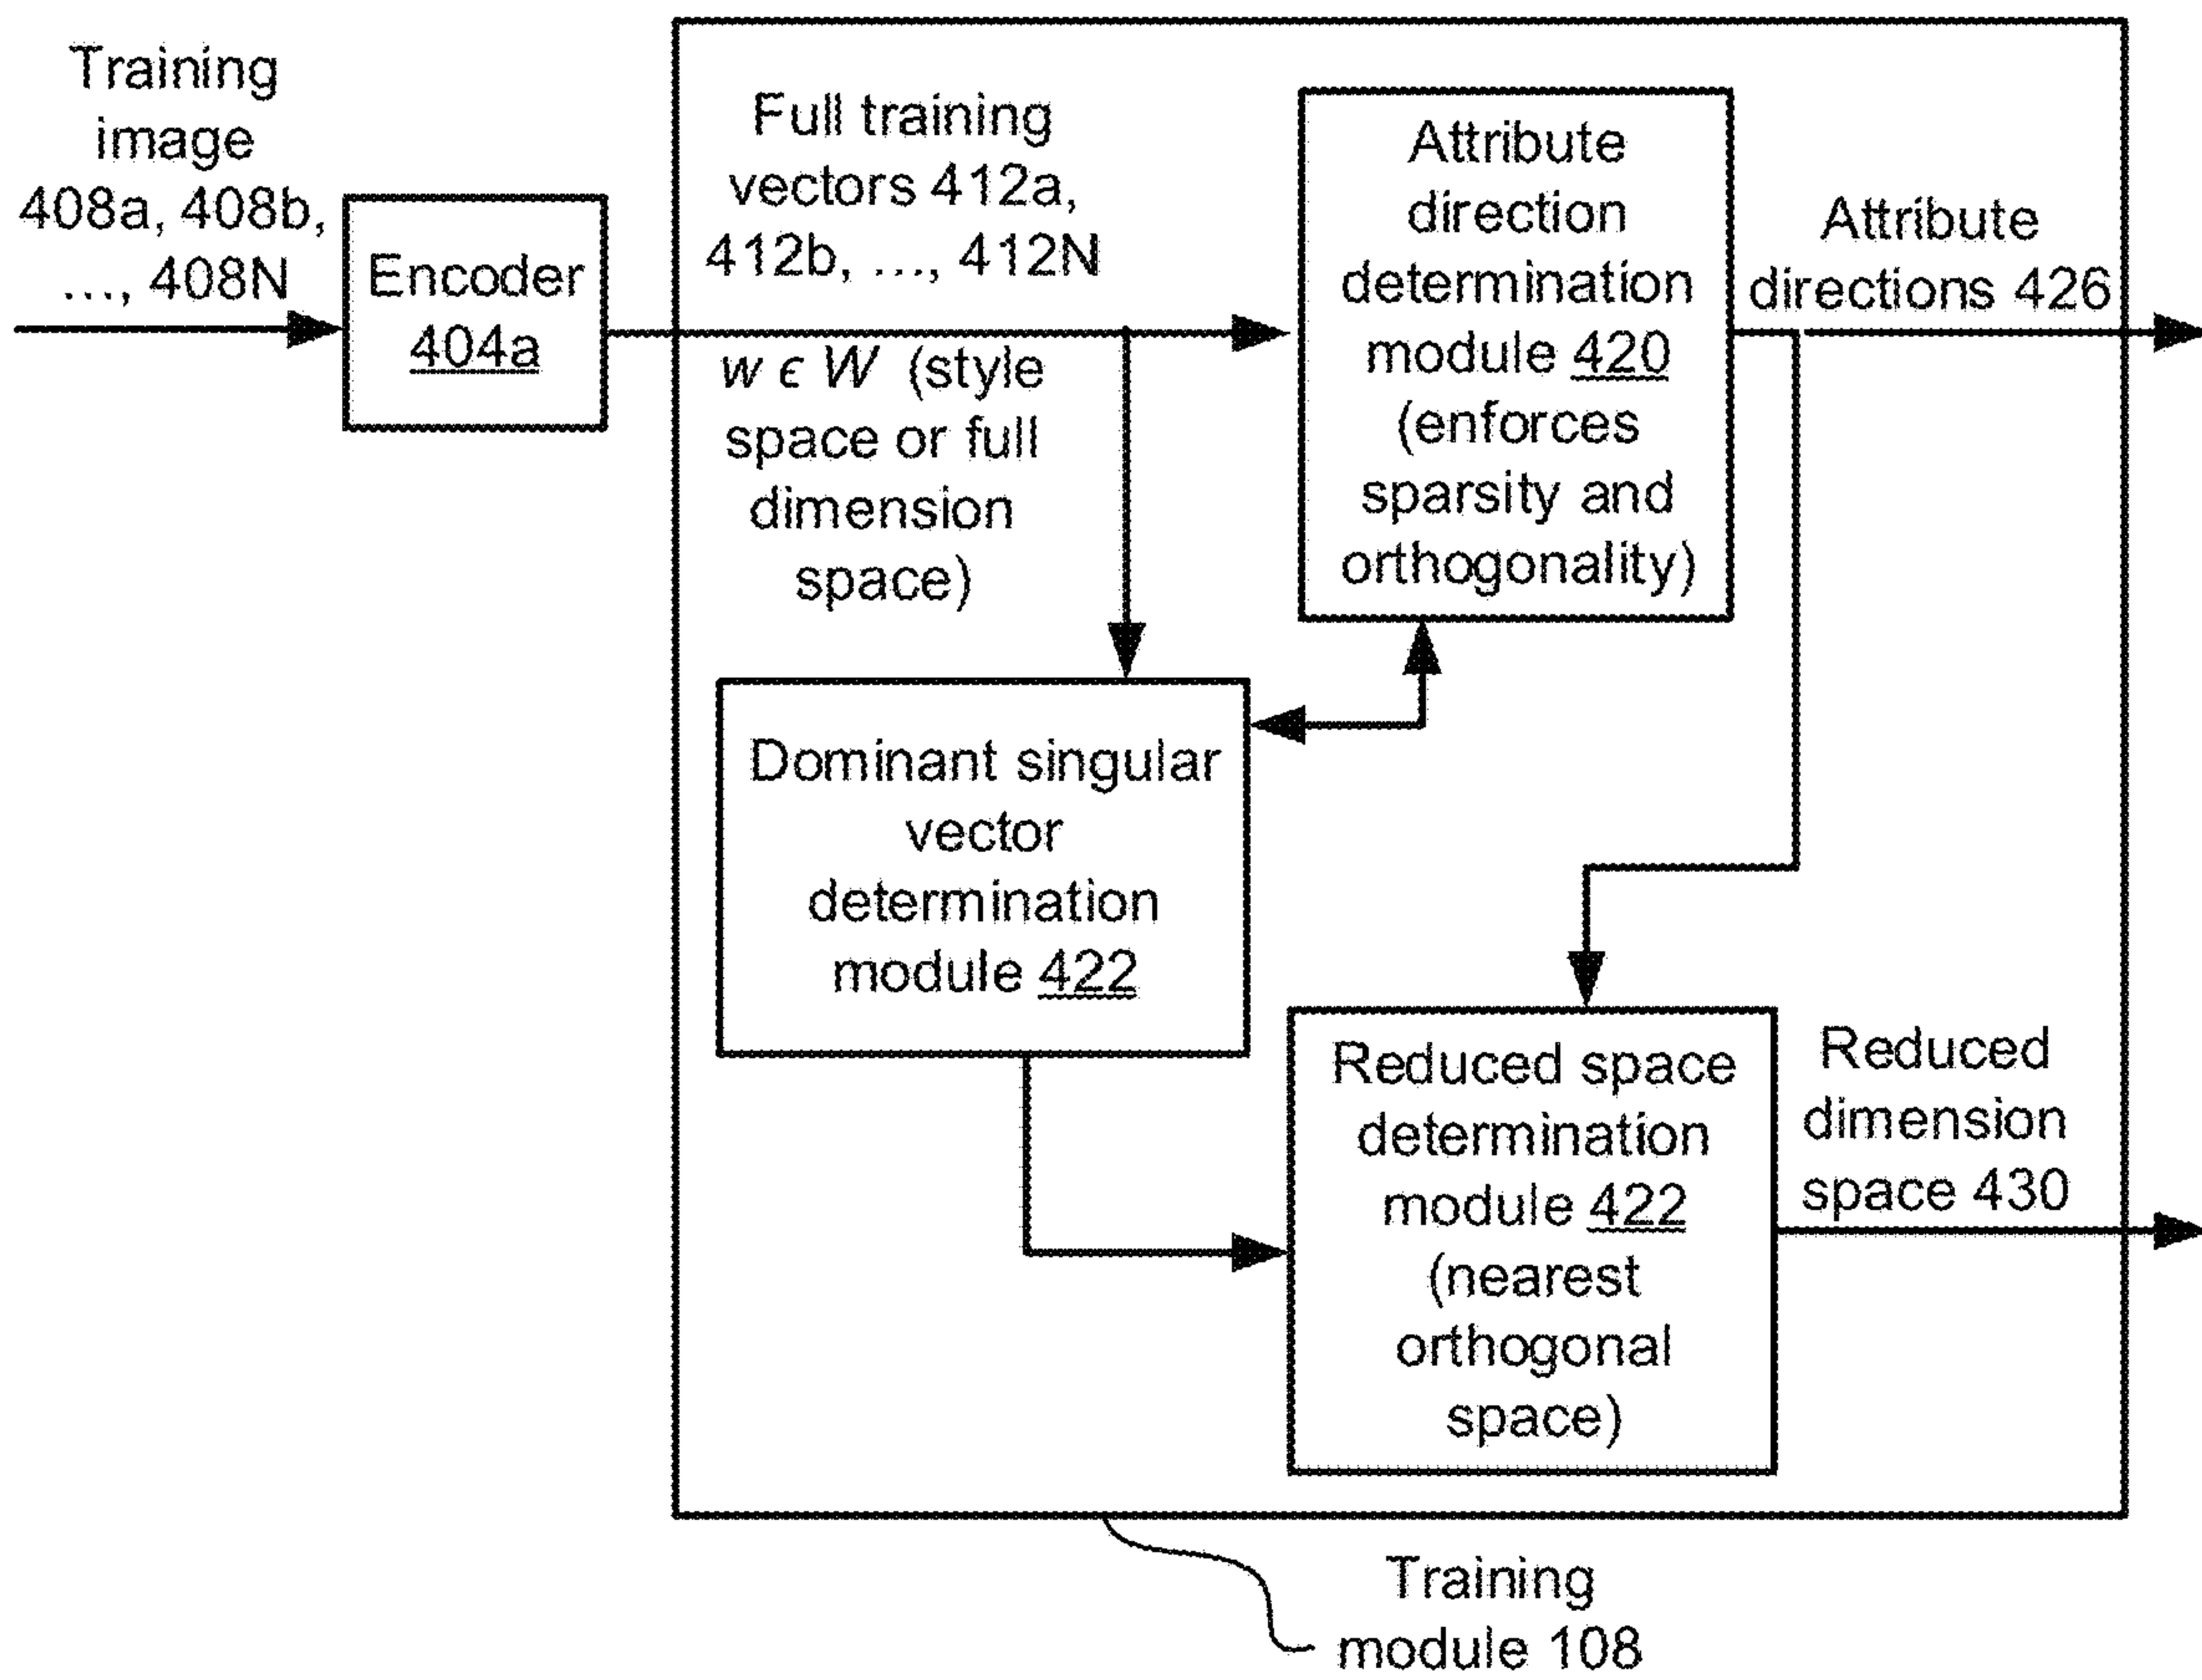 Training
image
408a, 408b,
..., 408N
Encoder
404a
Full training
vectors 412a,
412b, ..., 412N
w ϵ W (style
space or full
dimension
space)
Attribute
direction
determination
module 420
(enforces
sparsity and
orthogonality)
Attribute
directions 426
Dominant singular
vector
determination
module 422
Reduced space
determination
module 422
(nearest
orthogonal
space)
Reduced
dimension
space 430
Training
module 108